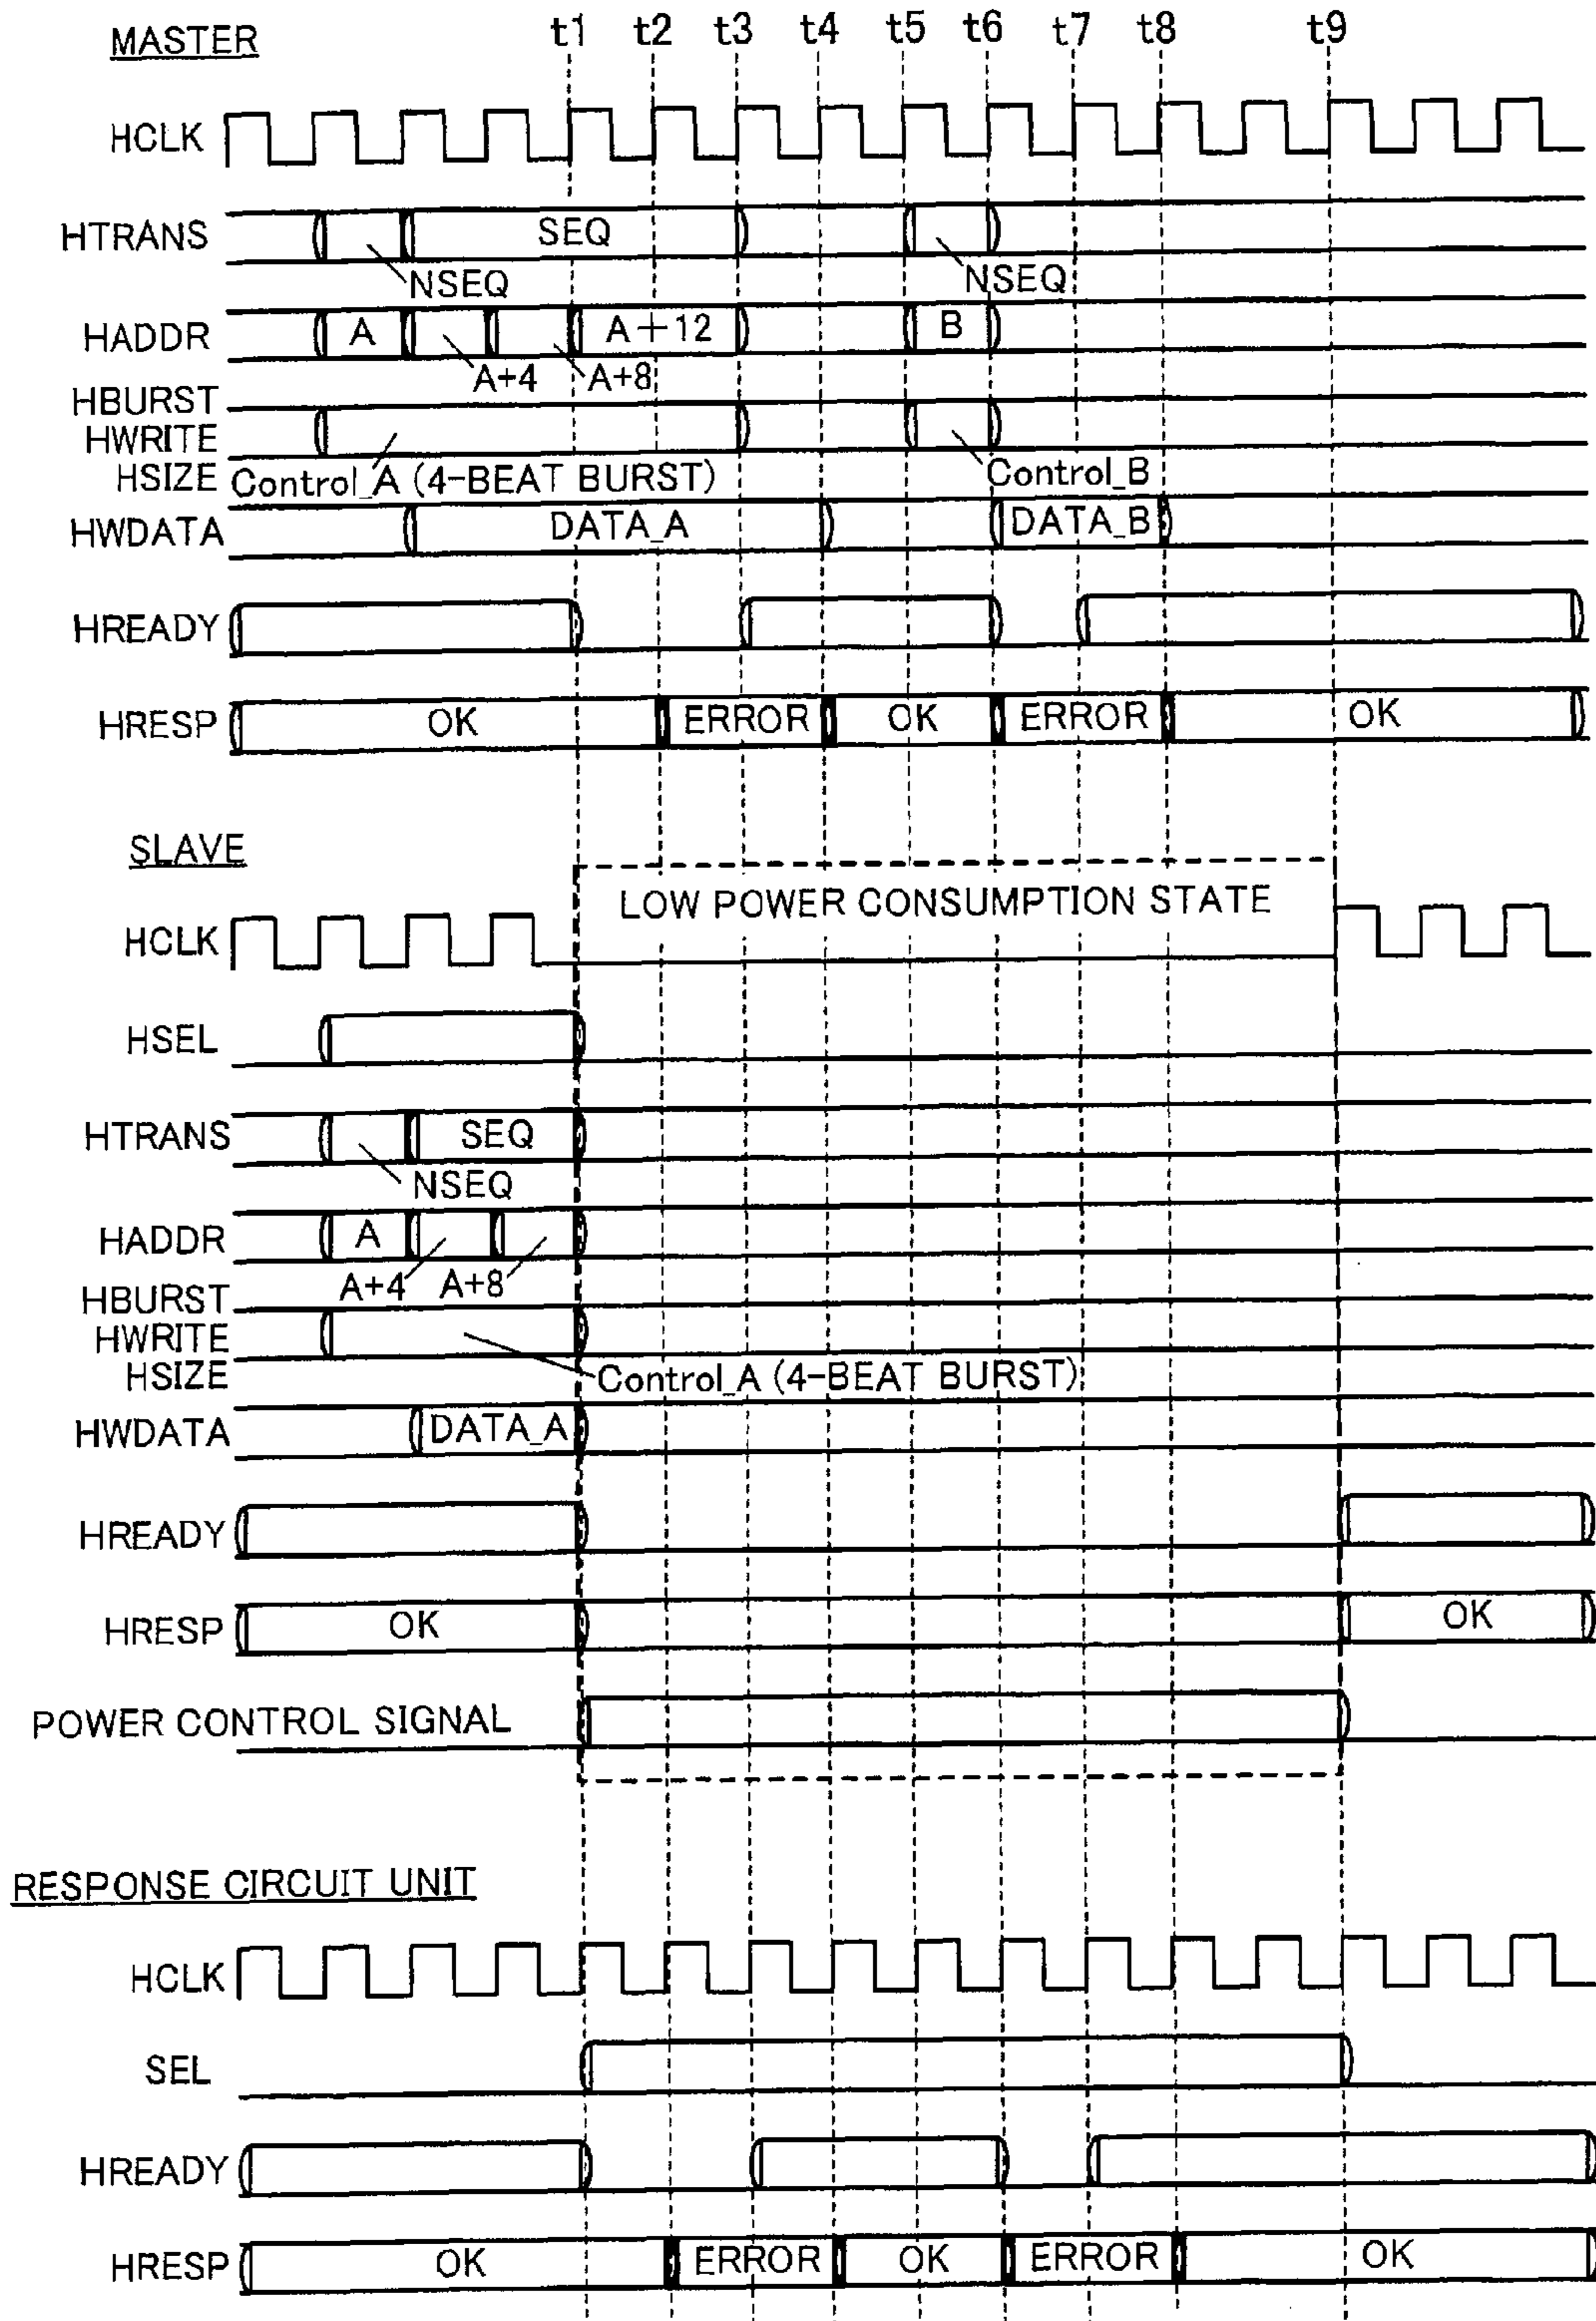 MASTER t1 t2 t3 t4 t5 t6 t7 t8 t9
HCLK
HTRANS SEQ
NSEQ NSEQ
HADDR A A+12 B
A+4 A+8
HBURST
HWRITE
HSIZE Control_A (4-BEAT BURST) Control_B
HWDATA DATA_A DATA_B
HREADY
HRESP OK ERROR OK ERROR OK
SLAVE
LOW POWER CONSUMPTION STATE
HCLK
HSEL
HTRANS SEQ
NSEQ
HADDR A
A+4 A+8
HBURST
HWRITE
HSIZE Control_A (4-BEAT BURST)
HWDATA DATA_A
HREADY
HRESP OK OK
POWER CONTROL SIGNAL
RESPONSE CIRCUIT UNIT
HCLK
SEL
HREADY
HRESP OK ERROR OK ERROR OK